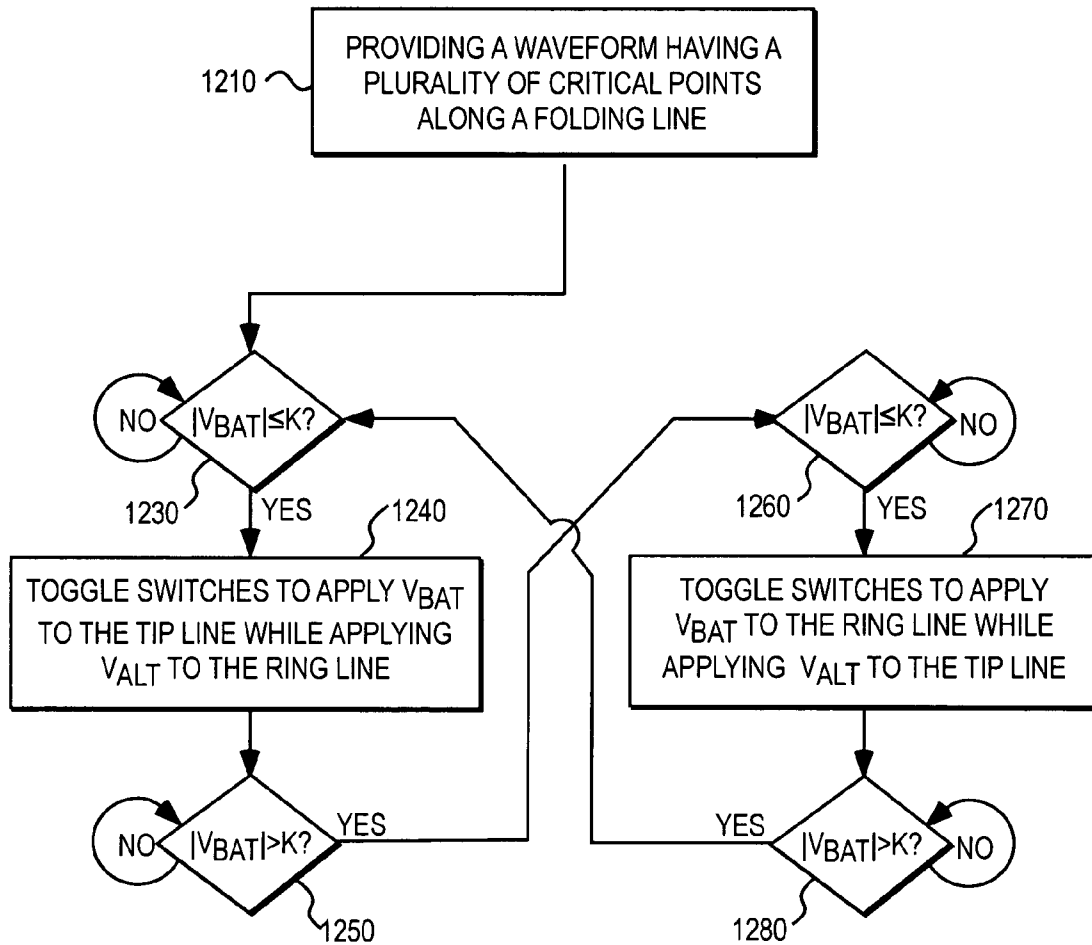 PROVIDING A WAVEFORM HAVING A
PLURALITY OF CRITICAL POINTS
ALONG A FOLDING LINE
1210
|VBAT|≤K?
NO
1230
YES
1240
TOGGLE SWITCHES TO APPLY VBAT
TO THE TIP LINE WHILE APPLYING
VALT TO THE RING LINE
|VBAT|>K?
NO
YES
1250
|VBAT|≤K?
NO
1260
YES
1270
TOGGLE SWITCHES TO APPLY
VBAT TO THE RING LINE WHILE
APPLYING VALT TO THE TIP LINE
YES
|VBAT|>K?
NO
1280